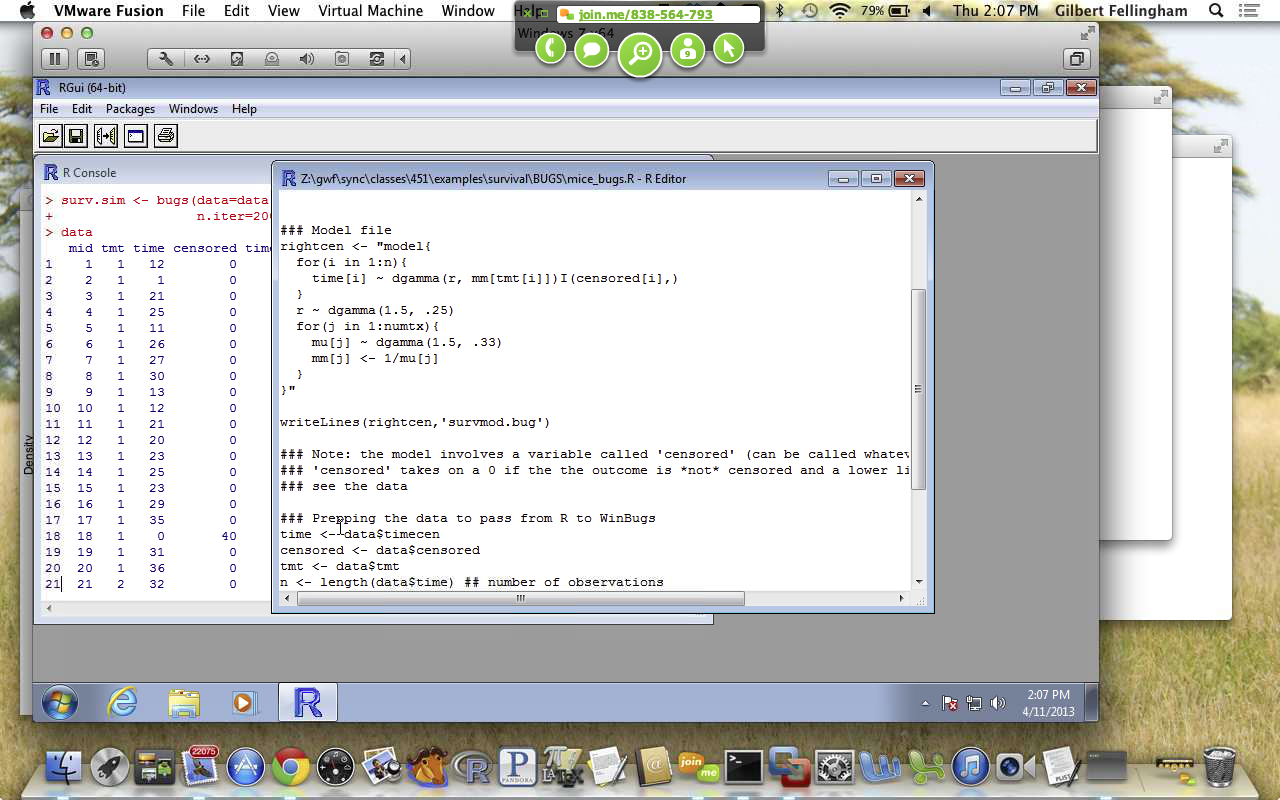 VMware Fusion File Edit View Virtual Machine Window Help 79% Thu 2:07 PM Gilbert Fellingham
join.me/838-564-793
Windows 7 x64
9
RGui (64-bit)
File Edit Packages Windows Help
R Console
> surv.sim <- bugs(data=data
+ n.iter=200
> data
mid tmt time censored time
1 1 1 12 0
2 2 1 1 0
3 3 1 21 0
4 4 1 25 0
5 5 1 11 0
6 6 1 26 0
7 7 1 27 0
8 8 1 30 0
9 9 1 13 0
10 10 1 12 0
11 11 1 21 0
12 12 1 20 0
13 13 1 23 0
14 14 1 25 0
15 15 1 23 0
16 16 1 29 0
17 17 1 35 0
18 18 1 0 40
19 19 1 31 0
20 20 1 36 0
21 21 2 32 0
Density
Z:\gwf\sync\classes\451\examples\survival\BUGS\mice_bugs.R - R Editor
### Model file
rightcen <- "model{
for(i in 1:n){
time[i] ~ dgamma(r, mm[tmt[i]])I(censored[i],)
}
r ~ dgamma(1.5, .25)
for(j in 1:numtx){
mu[j] ~ dgamma(1.5, .33)
mm[j] <- 1/mu[j]
}
}"
writeLines(rightcen,'survmod.bug')
### Note: the model involves a variable called 'censored' (can be called whatev
### 'censored' takes on a 0 if the the outcome is *not* censored and a lower li
### see the data
### Prepping the data to pass from R to WinBugs
time <- data$timecen
censored <- data$censored
tmt <- data$tmt
n <- length(data$time) ## number of observations
2:07 PM
4/11/2013
22075
PANDORA
join me
PLIST